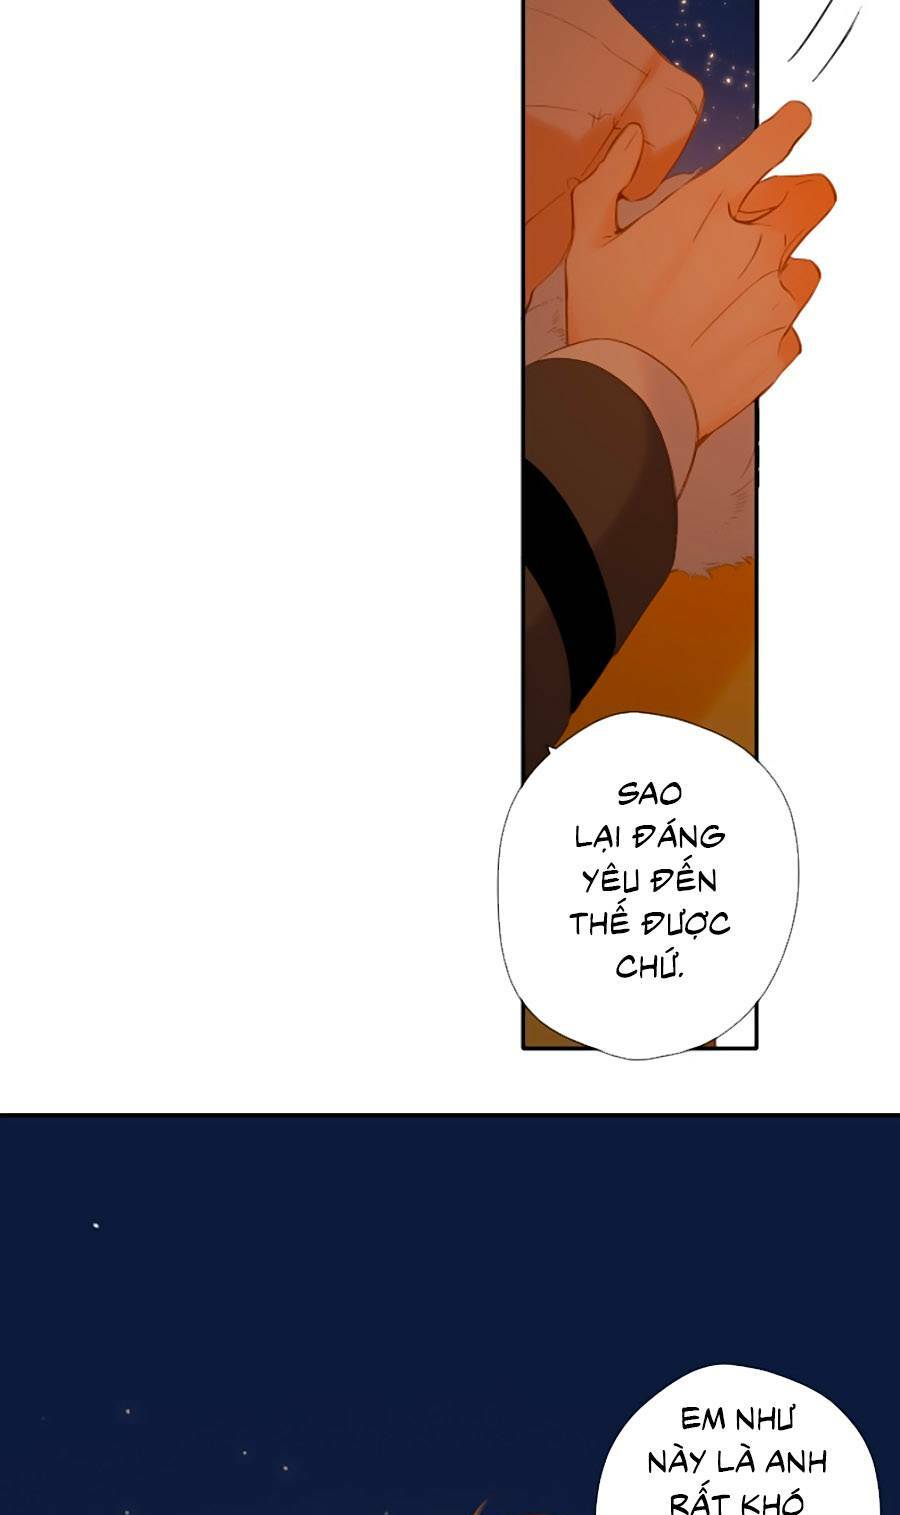 SAO
LẠI ĐÁNG
YÊU ĐẾN
THẾ ĐƯỢC
CHỨ.
EM NHƯ
NÀY LÀ ANH
RẤT KHÓ